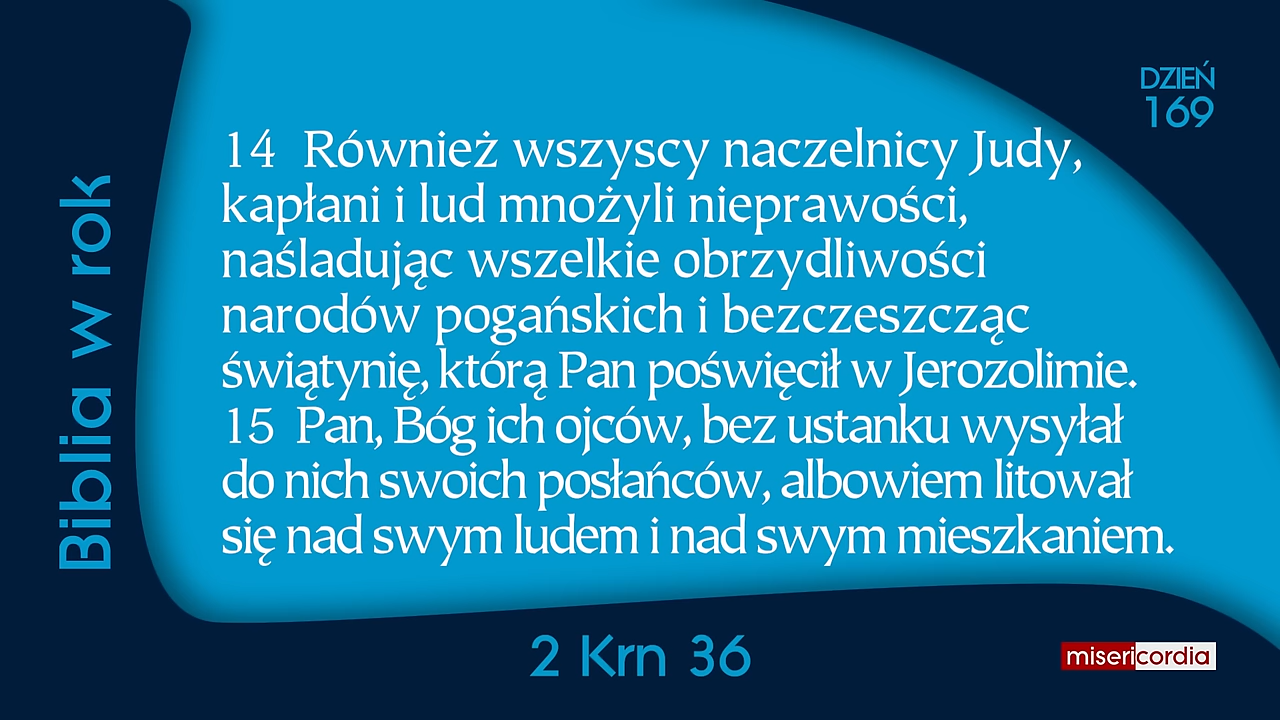 DZIEŃ
169
14 Również wszyscy naczelnicy Judy,
kapłani i lud mnożyli nieprawości,
naśladując wszelkie obrzydliwości
narodów pogańskich i bezczeszcząc
świątynię, którą Pan poświęcił w Jerozolimie.
15 Pan, Bóg ich ojców, bez ustanku wysyłał
do nich swoich posłańców, albowiem litował
się nad swym ludem i nad swym mieszkaniem.
Biblia w rok
2 Krn 36
misericordia